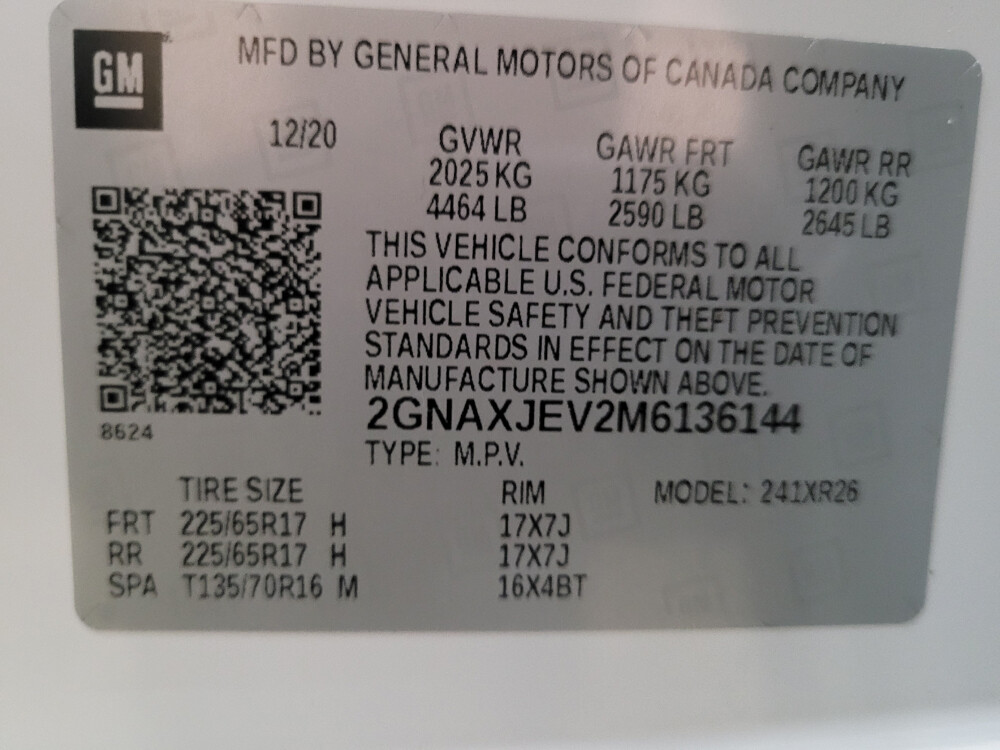 GM
MFD BY GENERAL MOTORS OF CANADA COMPANY
12/20 GVWR GAWR FRT GAWR RR
2025 KG 1175 KG 1200 KG
4464 LB 2590 LB 2645 LB
THIS VEHICLE CONFORMS TO ALL
APPLICABLE U.S. FEDERAL MOTOR
VEHICLE SAFETY AND THEFT PREVENTION
STANDARDS IN EFFECT ON THE DATE OF
MANUFACTURE SHOWN ABOVE.
2GNAXJEV2M6136144
8624
TYPE: M.P.V.
TIRE SIZE RIM MODEL: 241XR26
FRT 225/65R17 H 17X7J
RR 225/65R17 H 17X7J
SPA T135/70R16 M 16X4BT